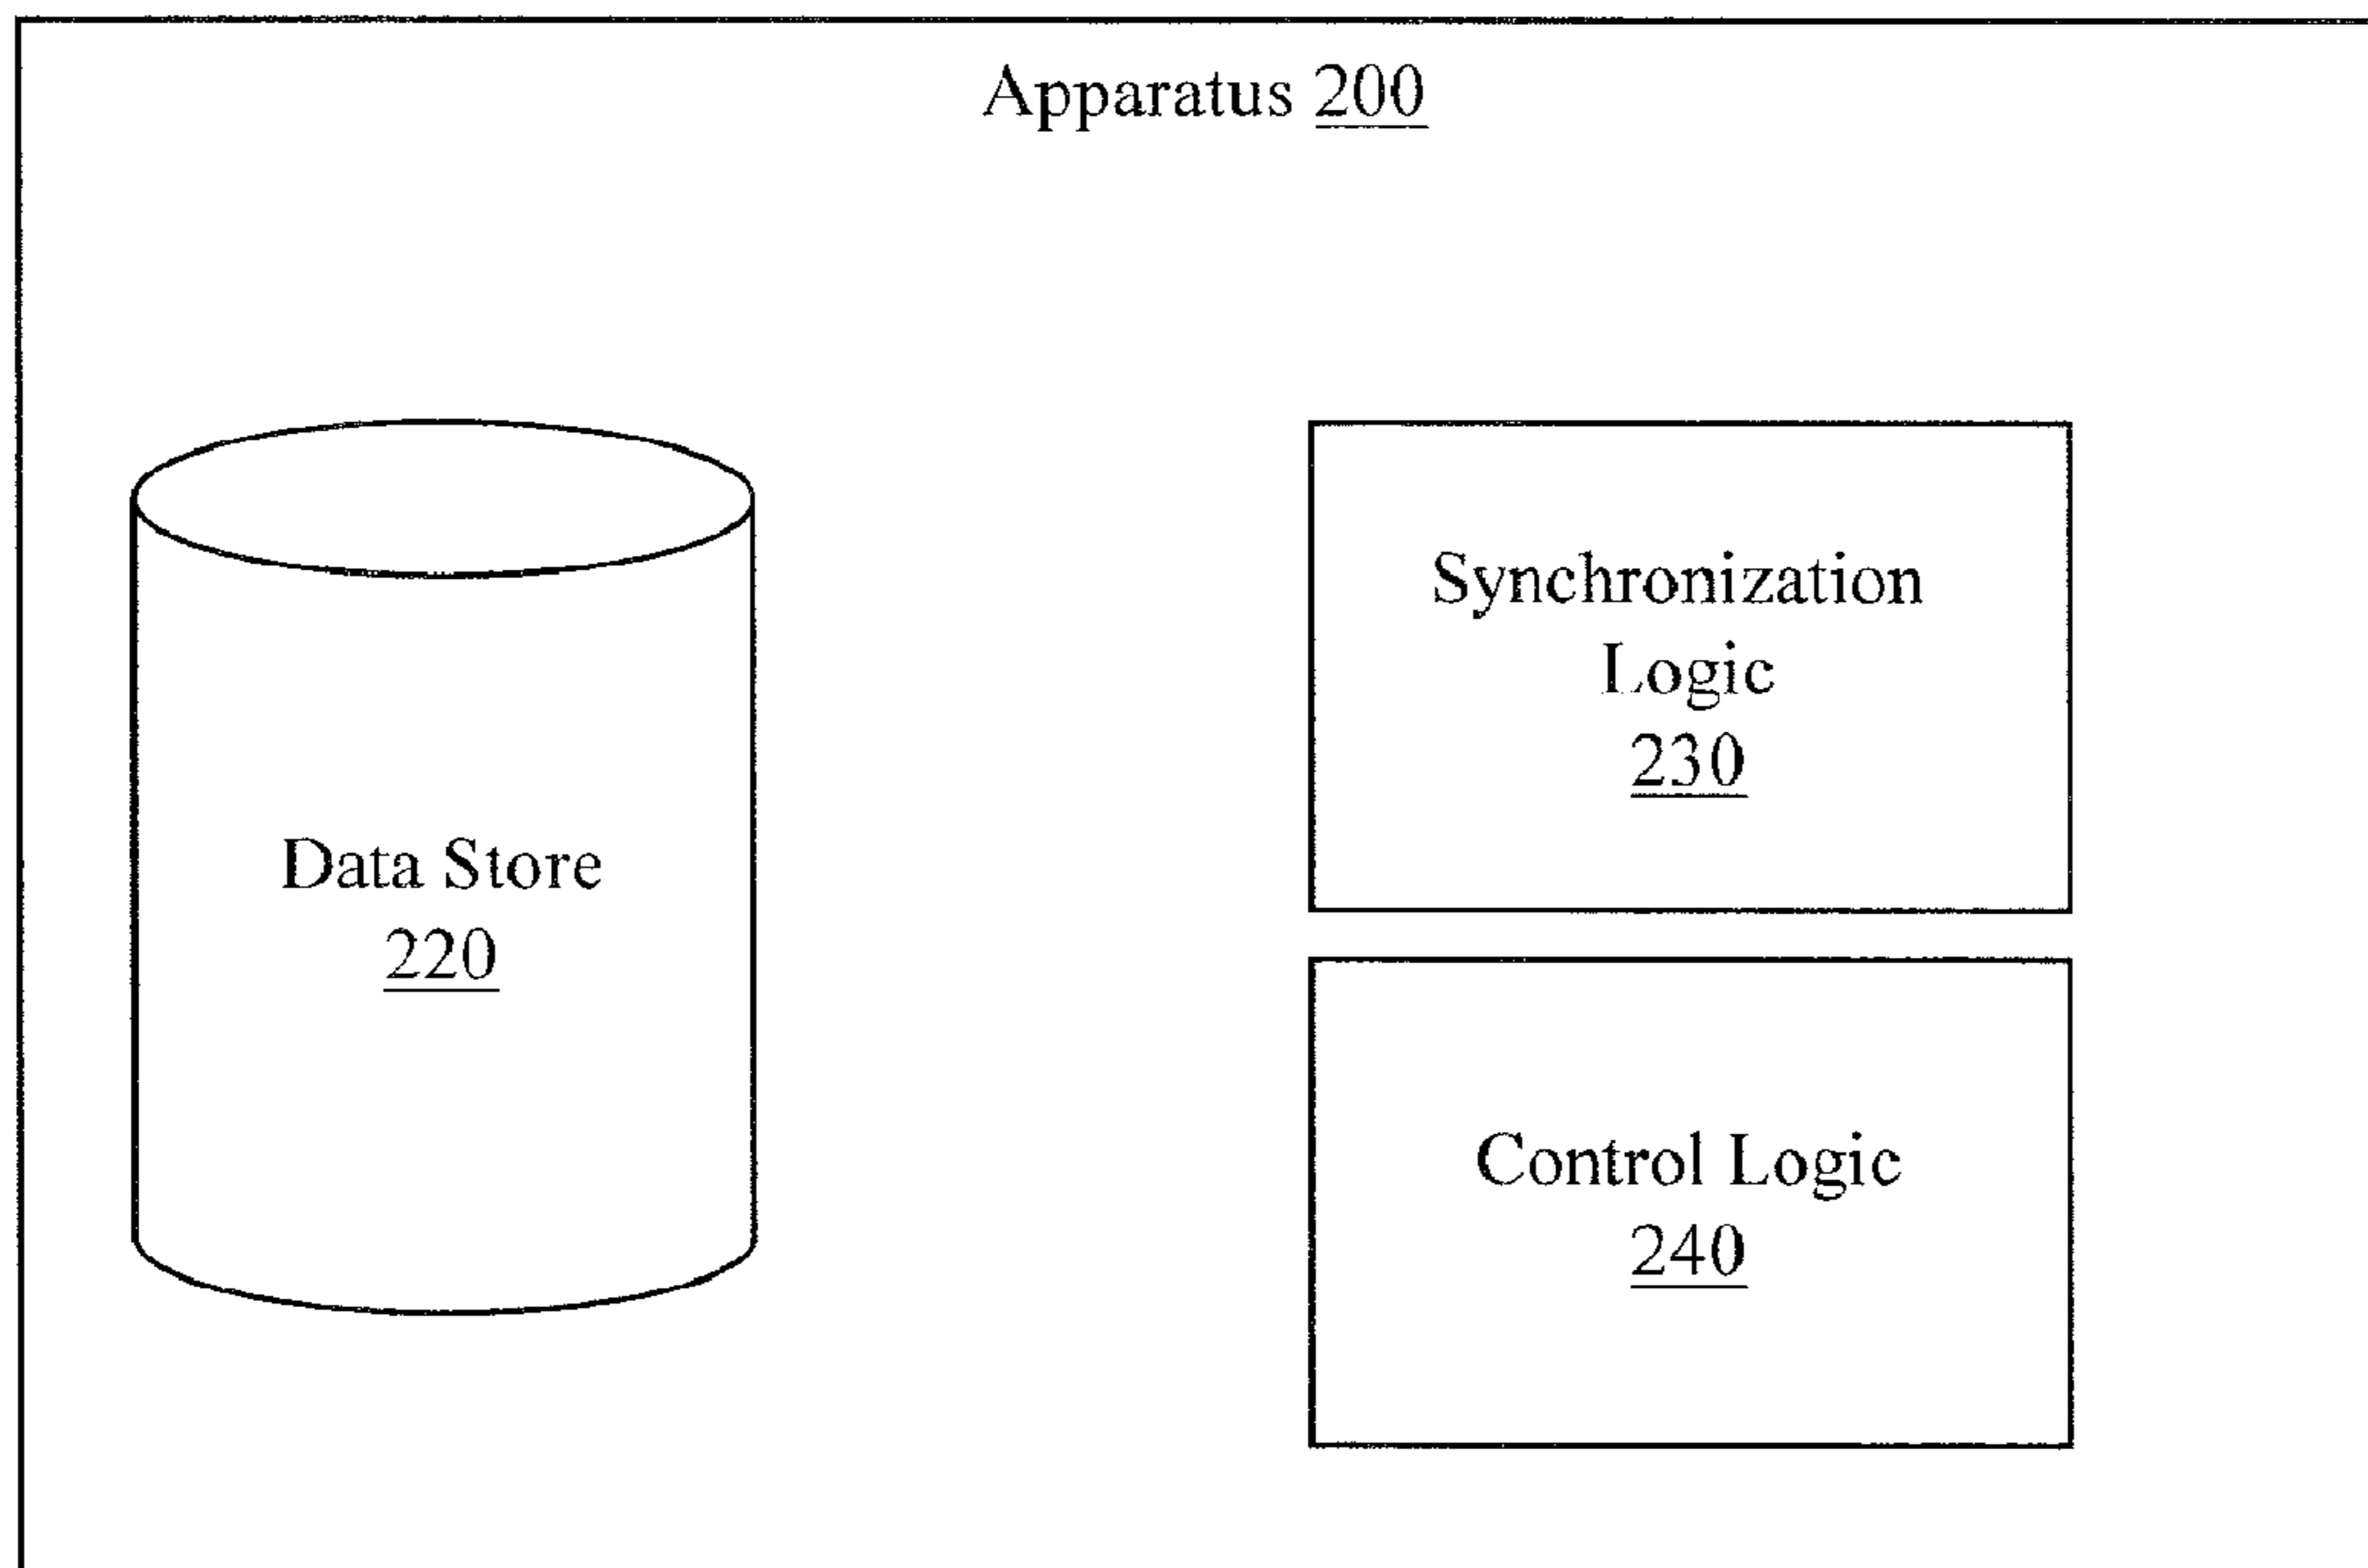 Apparatus 200
Data Store
220
Synchronization
Logic
230
Control Logic
240